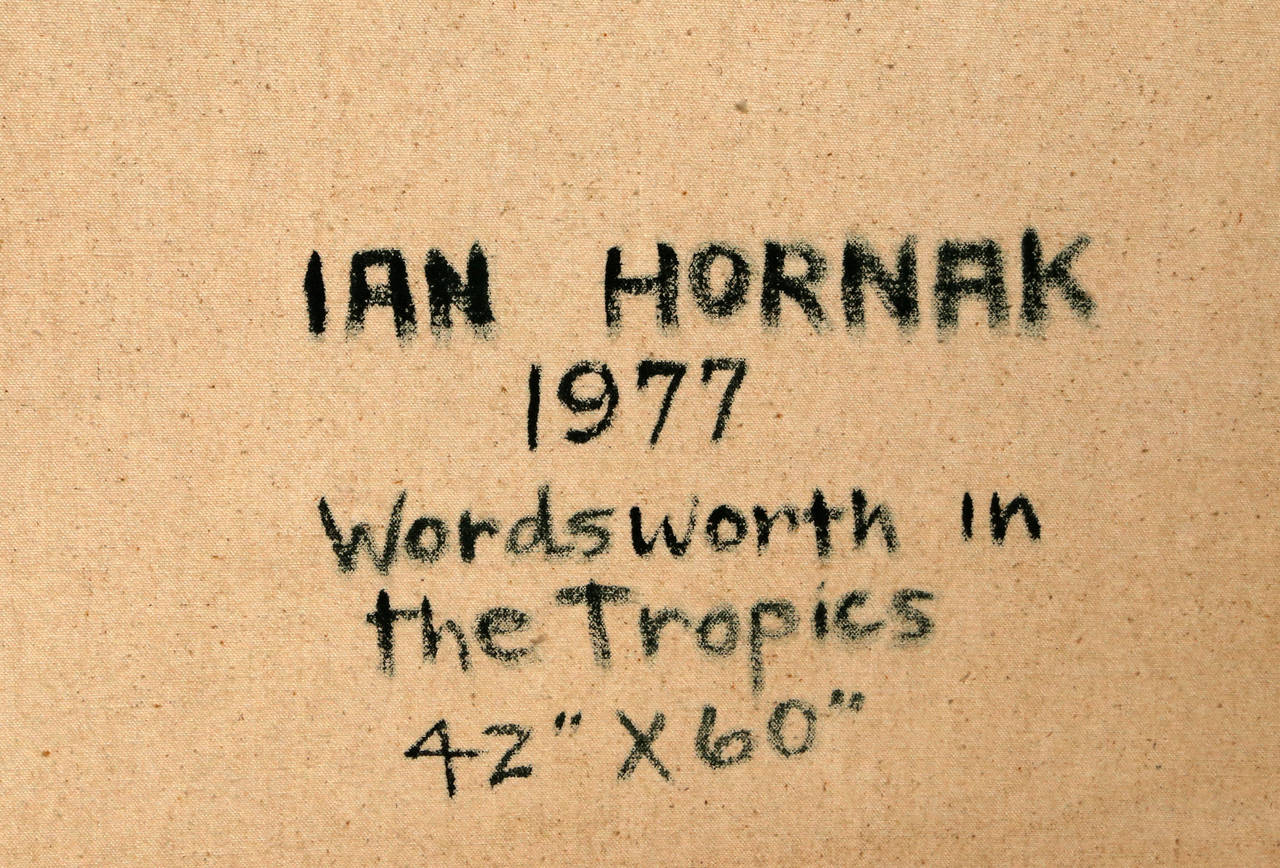 IAN HORNAK
1977
Wordsworth in
the Tropics
42" X 60"